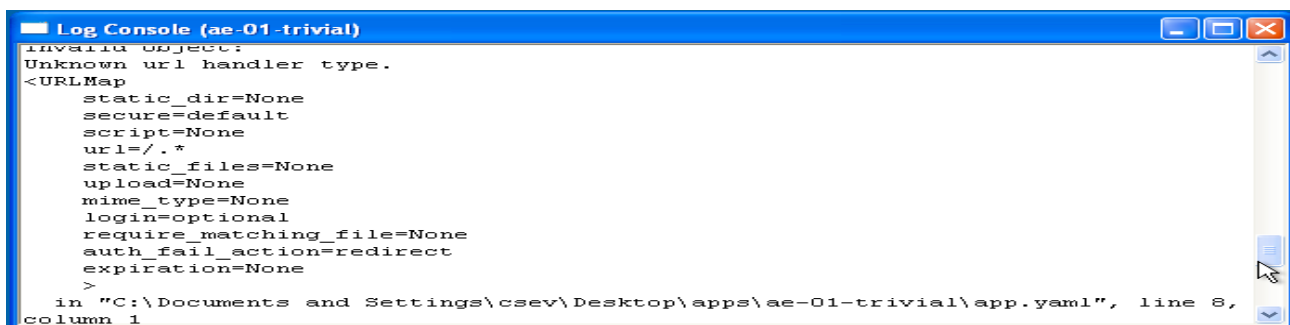 Log Console (ae-01-trivial)
Invalid object:
Unknown url handler type.
<URLMap
static_dir=None
secure=default
script=None
url=/.*
static_files=None
upload=None
mime_type=None
login=optional
require_matching_file=None
auth_fail_action=redirect
expiration=None
>
in "C:\Documents and Settings\csev\Desktop\apps\ae-01-trivial\app.yaml", line 8,
column 1